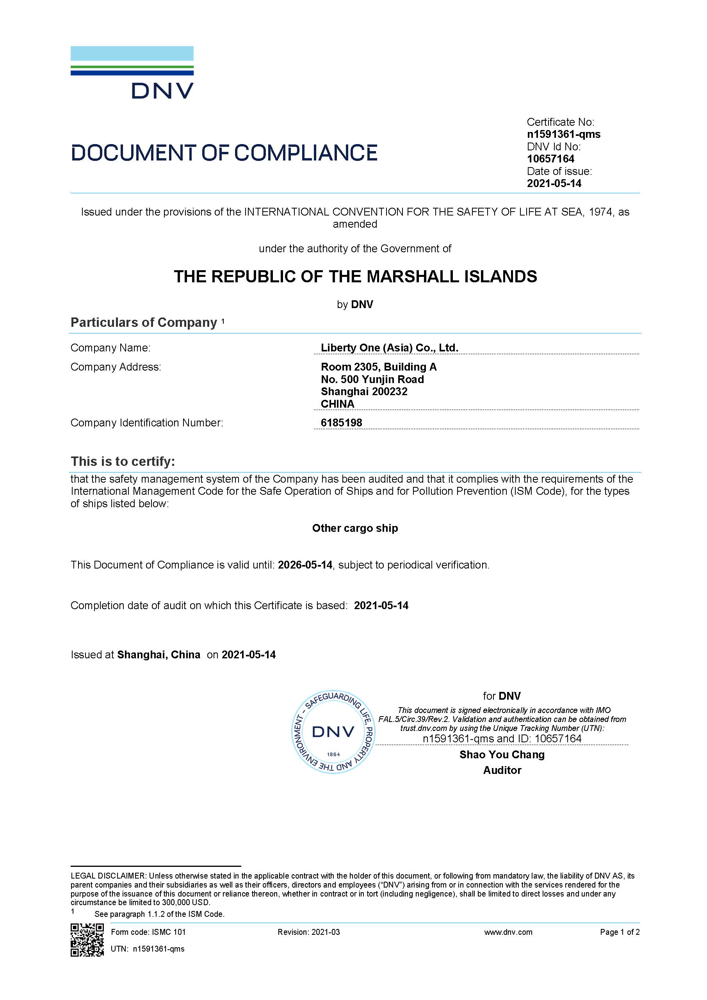 DNV
Certificate No:
n1591361-qms
DNV Id No:
10657164
Date of issue:
2021-05-14
DOCUMENT OF COMPLIANCE
Issued under the provisions of the INTERNATIONAL CONVENTION FOR THE SAFETY OF LIFE AT SEA, 1974, as
amended
under the authority of the Government of
THE REPUBLIC OF THE MARSHALL ISLANDS
by DNV
Particulars of Company 1
Company Name: Liberty One (Asia) Co., Ltd.
Company Address: Room 2305, Building A
No. 500 Yunjin Road
Shanghai 200232
CHINA
Company Identification Number: 6185198
This is to certify:
that the safety management system of the Company has been audited and that it complies with the requirements of the
International Management Code for the Safe Operation of Ships and for Pollution Prevention (ISM Code), for the types
of ships listed below:
Other cargo ship
This Document of Compliance is valid until: 2026-05-14, subject to periodical verification.
Completion date of audit on which this Certificate is based: 2021-05-14
Issued at Shanghai, China on 2021-05-14
SAFEGUARDING LIFE, PROPERTY AND THE ENVIRONMENT -
DNV
1864
for DNV
This document is signed electronically in accordance with IMO
FAL.5/Circ.39/Rev.2. Validation and authentication can be obtained from
trust.dnv.com by using the Unique Tracking Number (UTN):
n1591361-qms and ID: 10657164
Shao You Chang
Auditor
LEGAL DISCLAIMER: Unless otherwise stated in the applicable contract with the holder of this document, or following from mandatory law, the liability of DNV AS, its
parent companies and their subsidiaries as well as their officers, directors and employees (“DNV”) arising from or in connection with the services rendered for the
purpose of the issuance of this document or reliance thereon, whether in contract or in tort (including negligence), shall be limited to direct losses and under any
circumstance be limited to 300,000 USD.
1 See paragraph 1.1.2 of the ISM Code.
Form code: ISMC 101 Revision: 2021-03 www.dnv.com Page 1 of 2
UTN: n1591361-qms